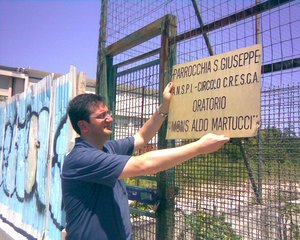 PARROCCHIA S. GIUSEPPE
A.N.S.P.I.-CIRCOLO C.R.E.S.G.A.
ORATORIO
"MONS ALDO MARTUCCI"